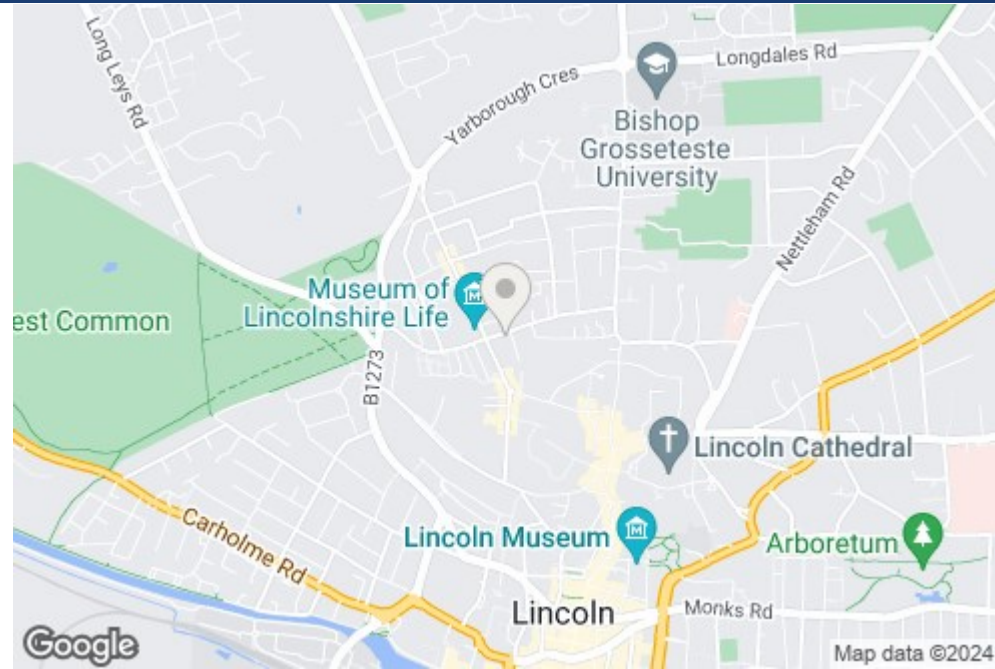 Long Leys Rd
Longdales Rd
Yarborough Cres
Bishop
Grosseteste
University
Nettleham Rd
Museum of
Lincolnshire Life
M
est Common
B1273
Lincoln Cathedral
Carholme Rd
Lincoln Museum
M
Arboretum
Lincoln
Monks Rd
Google
Map data ©2024